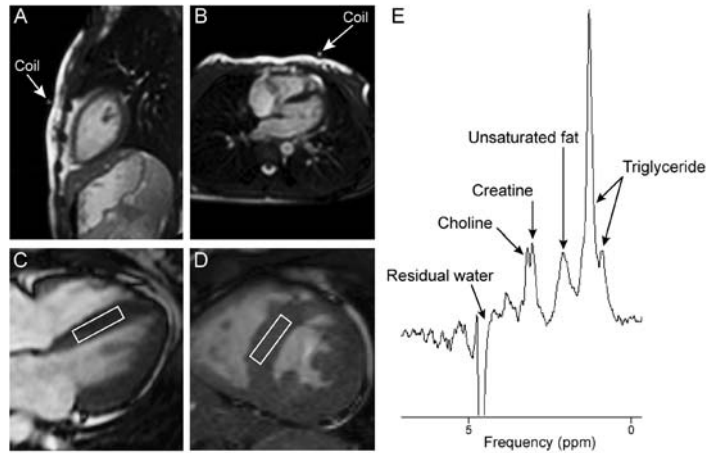 A
Coil
B
Coil
C
D
E
Unsaturated fat
Triglyceride
Creatine
Choline
Residual water
5
0
Frequency (ppm)